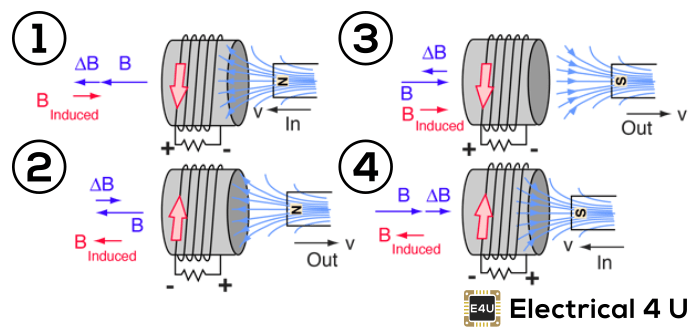 1
ΔB B
B Induced
N
v
In
+ -
3
ΔB
B
B Induced
S
v
Out
+ -
2
ΔB
B
B Induced
N
v
Out
- +
4
B ΔB
B Induced
S
v
In
- +
E4U
Electrical 4 U